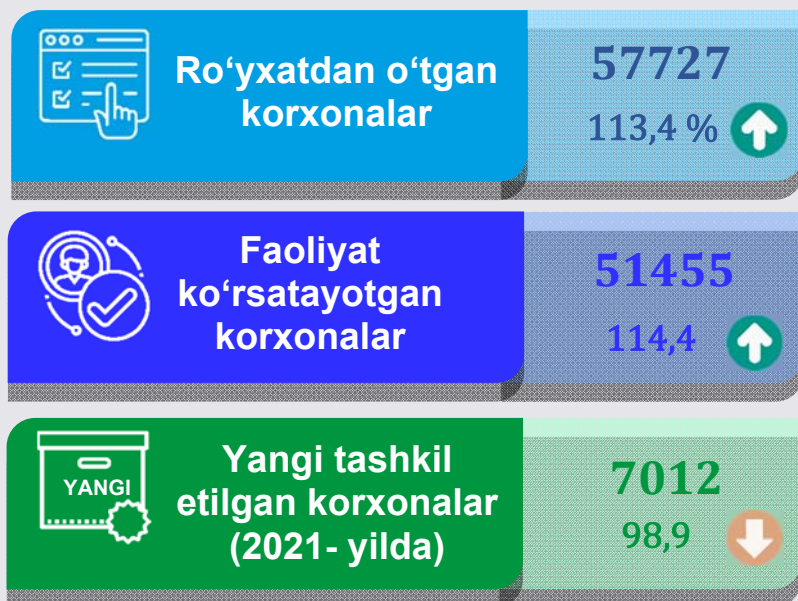 Ro‘yxatdan o‘tgan
korxonalar
57727
113,4 %
Faoliyat
ko‘rsatayotgan
korxonalar
51455
114,4
YANGI
Yangi tashkil
etilgan korxonalar
(2021- yilda)
7012
98,9